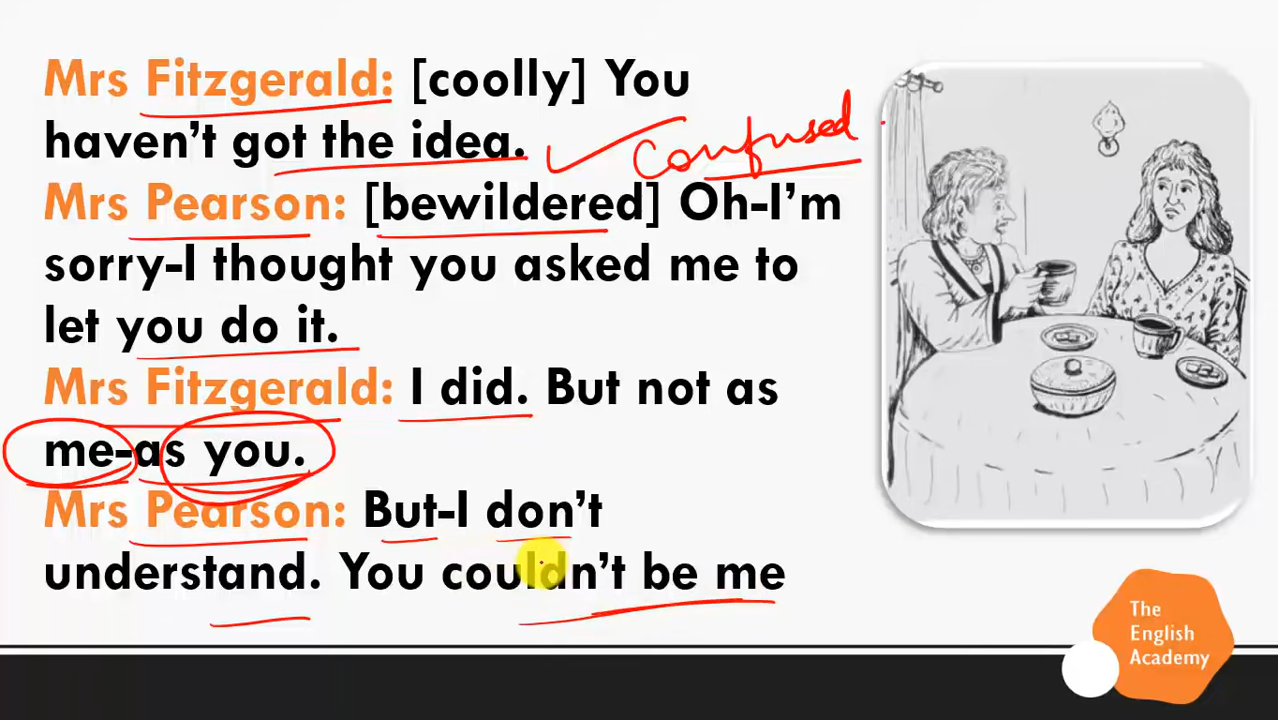 Mrs Fitzgerald: [coolly] You
haven't got the idea.
Confused
Mrs Pearson: [bewildered] Oh-I'm
sorry-I thought you asked me to
let you do it.
Mrs Fitzgerald: I did. But not as
me-as you.
Mrs Pearson: But-I don't
understand. You couldn't be me
The
English
Academy